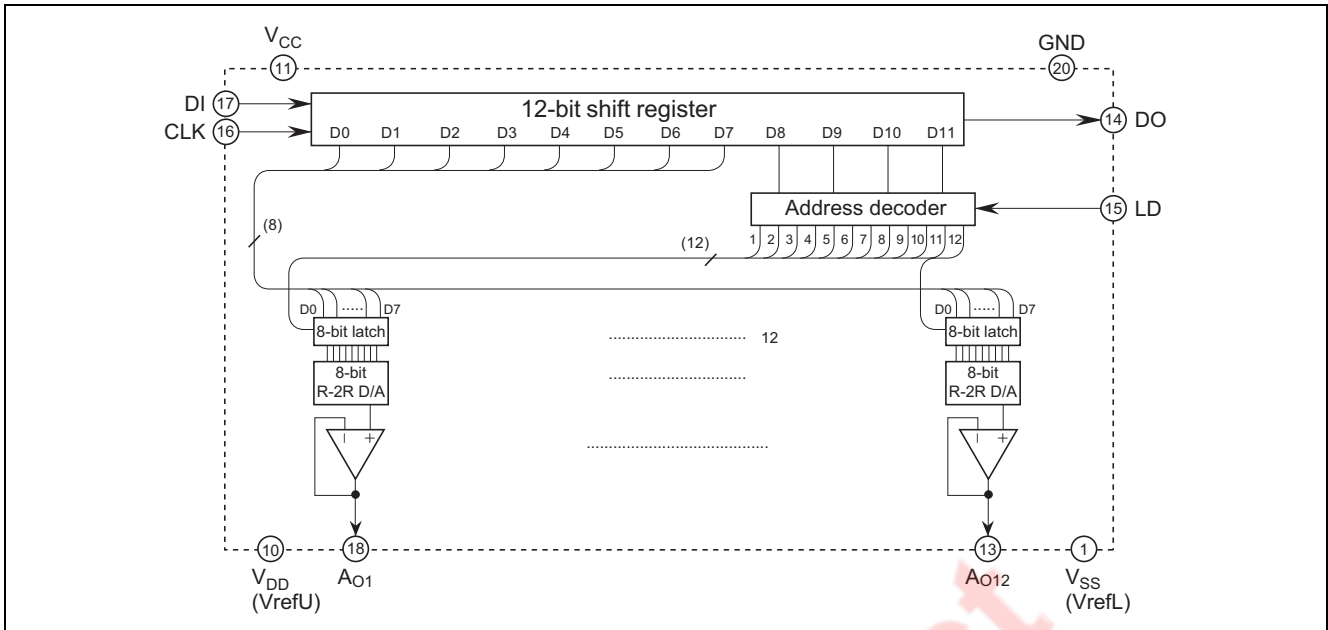 VCC GND
11 20
DI 17 12-bit shift register 14 DO
CLK 16 D0 D1 D2 D3 D4 D5 D6 D7 D8 D9 D10 D11
Address decoder 15 LD
(8) (12) 1 2 3 4 5 6 7 8 9 10 11 12
D0 ..... D7 D0 ..... D7
8-bit latch ............................... 12 8-bit latch
8-bit 8-bit
R-2R D/A ............................... R-2R D/A
− + ......................................... − +
10 18 13 1
VDD AO1 AO12 VSS
(VrefU) (VrefL)